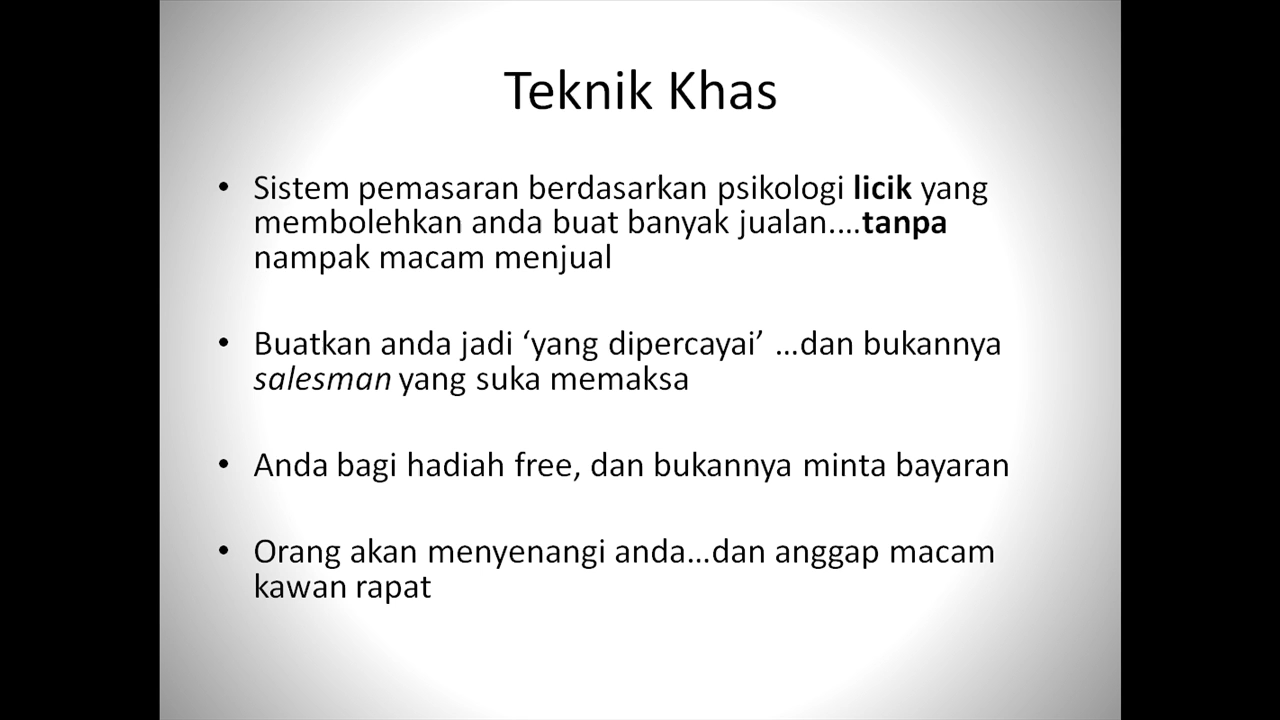 Teknik Khas
• Sistem pemasaran berdasarkan psikologi licik yang
membolehkan anda buat banyak jualan....tanpa
nampak macam menjual
• Buatkan anda jadi ‘yang dipercayai’ …dan bukannya
salesman yang suka memaksa
• Anda bagi hadiah free, dan bukannya minta bayaran
• Orang akan menyenangi anda…dan anggap macam
kawan rapat